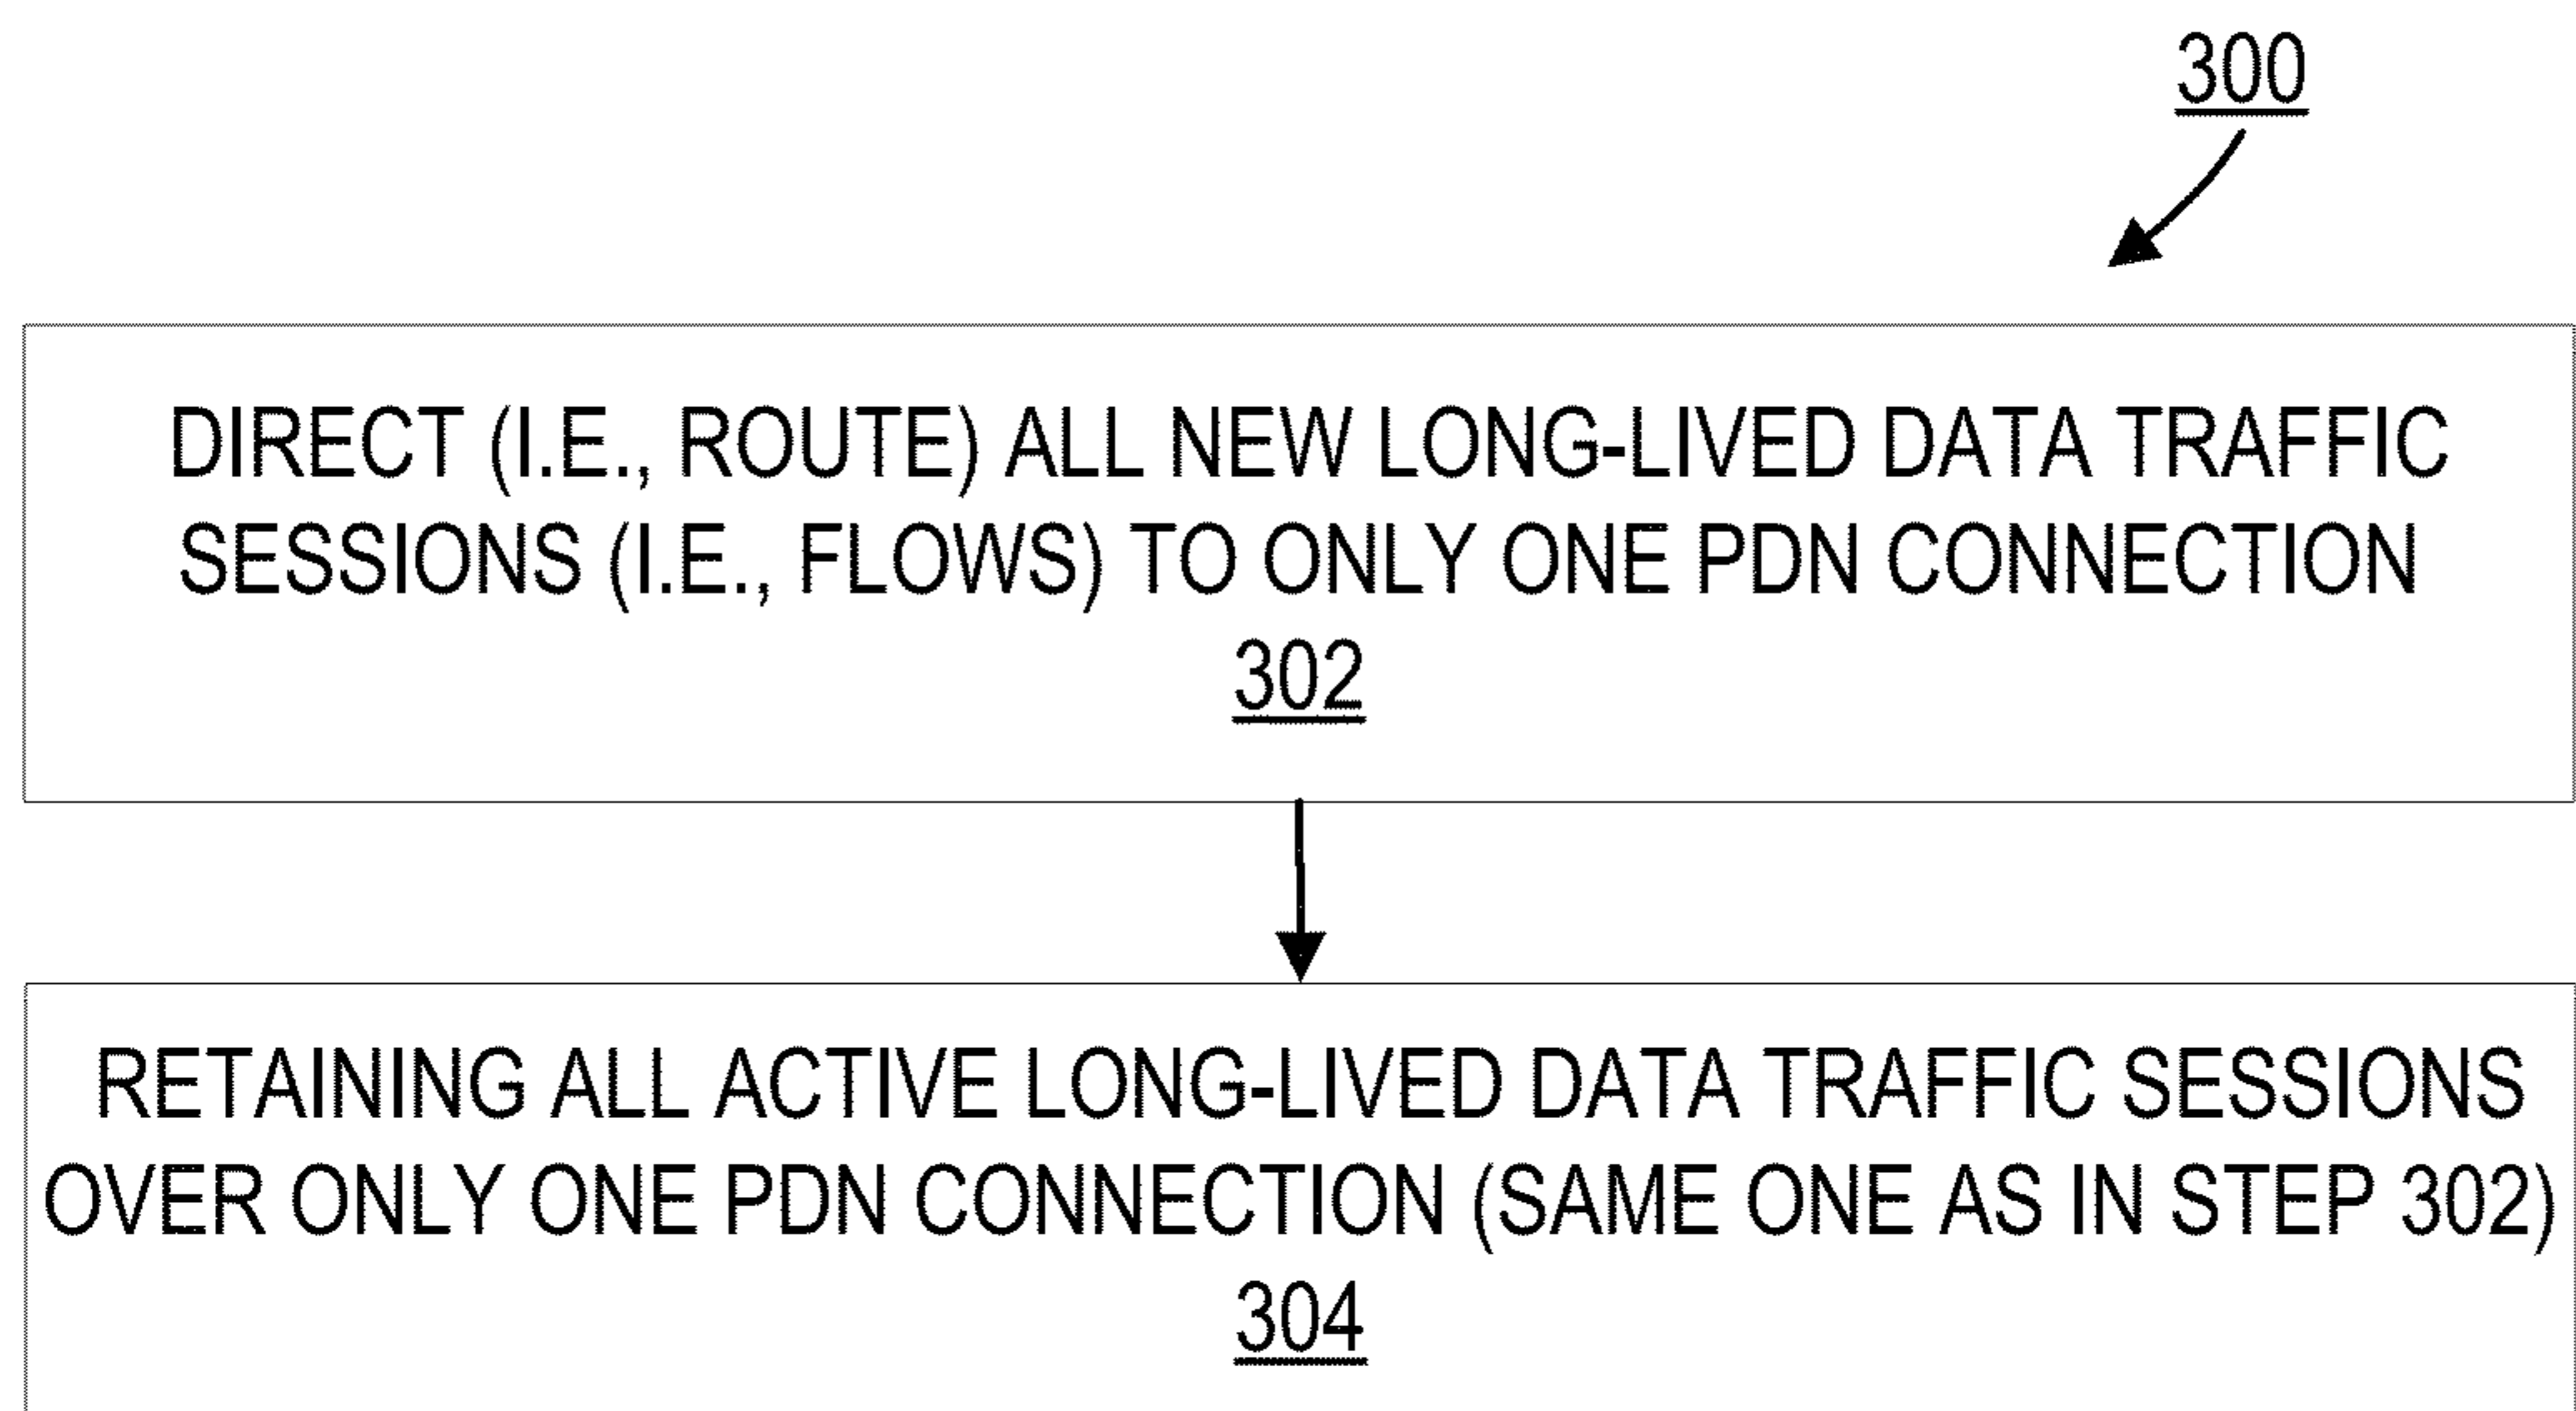 300
DIRECT (I.E., ROUTE) ALL NEW LONG-LIVED DATA TRAFFIC
SESSIONS (I.E., FLOWS) TO ONLY ONE PDN CONNECTION
302
RETAINING ALL ACTIVE LONG-LIVED DATA TRAFFIC SESSIONS
OVER ONLY ONE PDN CONNECTION (SAME ONE AS IN STEP 302)
304